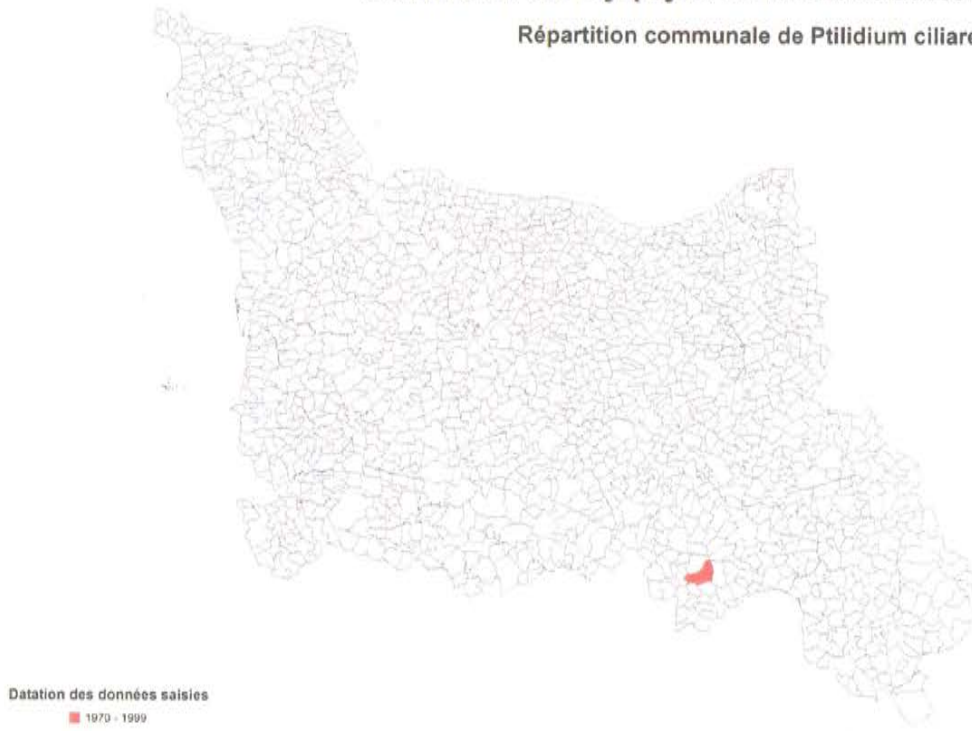 Répartition communale de Ptilidium ciliare
Datation des données saisies
1970 - 1999